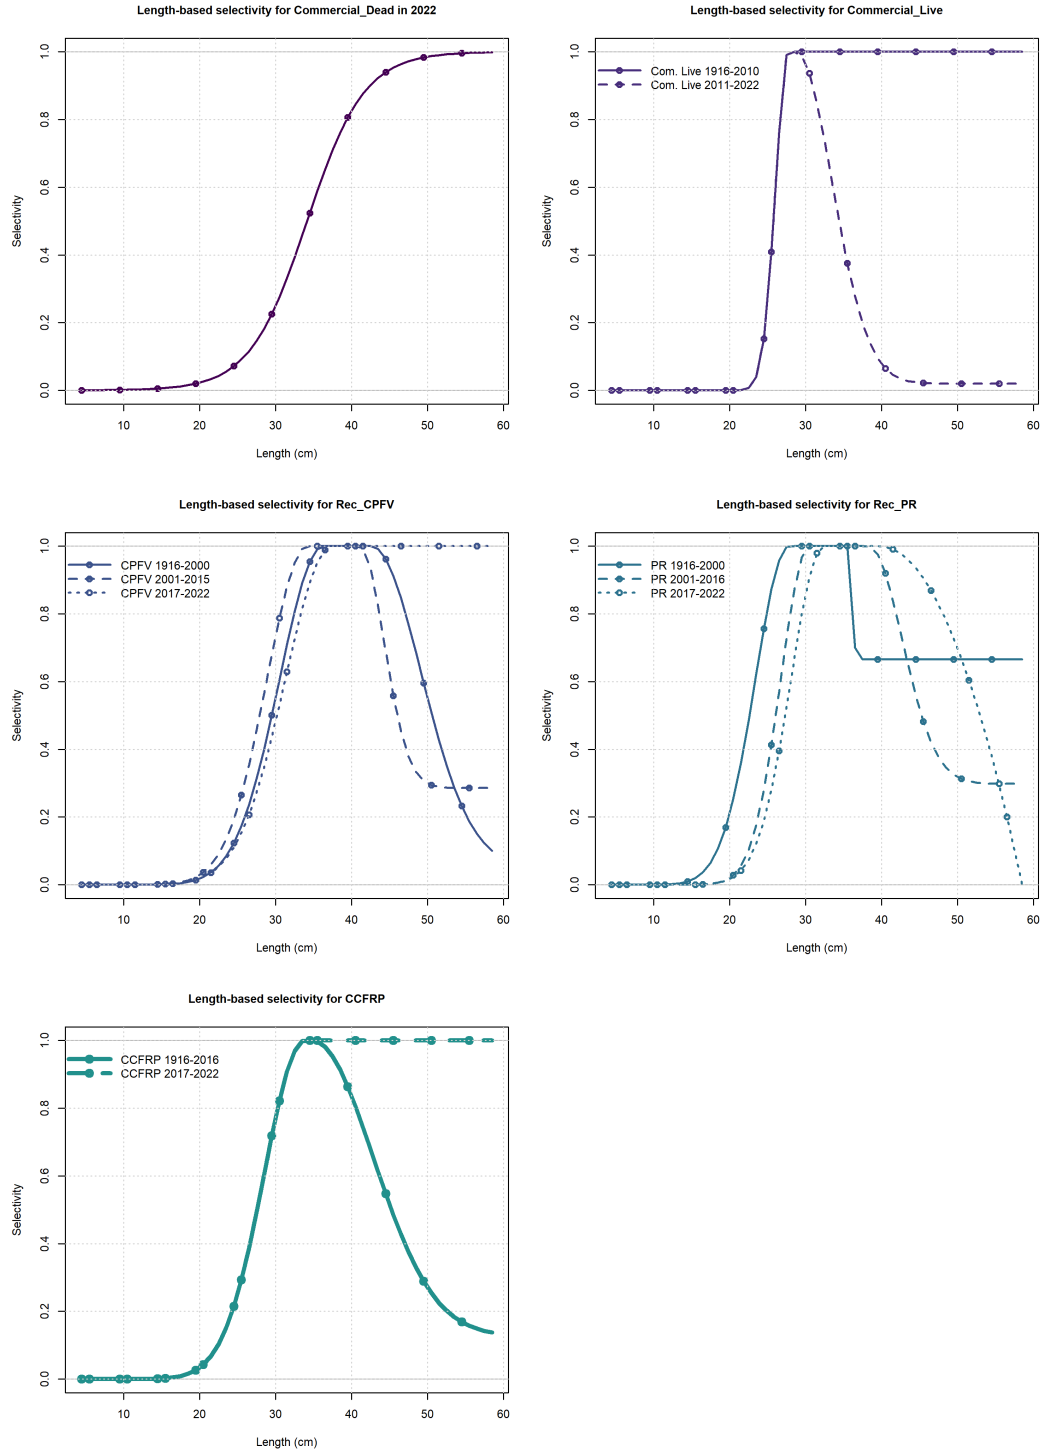 Length-based selectivity for Commercial_Dead in 2022
1.0
0.8
0.6
0.4
0.2
0.0
Selectivity
10 20 30 40 50 60
Length (cm)
Length-based selectivity for Commercial_Live
Com. Live 1916-2010
Com. Live 2011-2022
1.0
0.8
0.6
0.4
0.2
0.0
Selectivity
10 20 30 40 50 60
Length (cm)
Length-based selectivity for Rec_CPFV
CPFV 1916-2000
CPFV 2001-2015
CPFV 2017-2022
1.0
0.8
0.6
0.4
0.2
0.0
Selectivity
10 20 30 40 50 60
Length (cm)
Length-based selectivity for Rec_PR
PR 1916-2000
PR 2001-2016
PR 2017-2022
1.0
0.8
0.6
0.4
0.2
0.0
Selectivity
10 20 30 40 50 60
Length (cm)
Length-based selectivity for CCFRP
CCFRP 1916-2016
CCFRP 2017-2022
1.0
0.8
0.6
0.4
0.2
0.0
Selectivity
10 20 30 40 50 60
Length (cm)